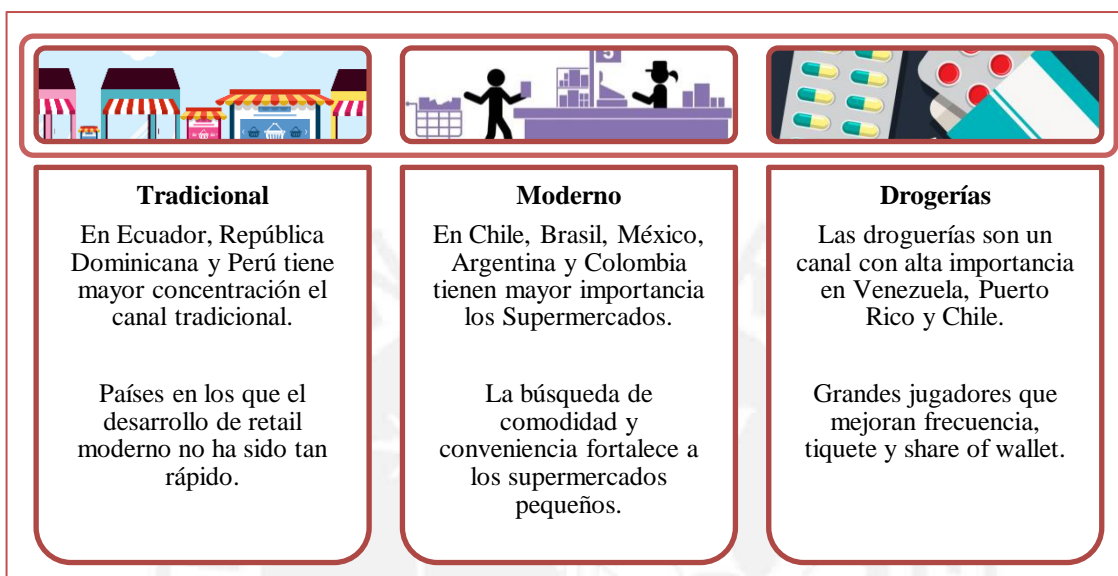 Tradicional
En Ecuador, República
Dominicana y Perú tiene
mayor concentración el
canal tradicional.
Países en los que el
desarrollo de retail
moderno no ha sido tan
rápido.
5
Moderno
En Chile, Brasil, México,
Argentina y Colombia
tienen mayor importancia
los Supermercados.
La búsqueda de
comodidad y
conveniencia fortalece a
los supermercados
pequeños.
Drogerías
Las droguerías son un
canal con alta importancia
en Venezuela, Puerto
Rico y Chile.
Grandes jugadores que
mejoran frecuencia,
tiquete y share of wallet.